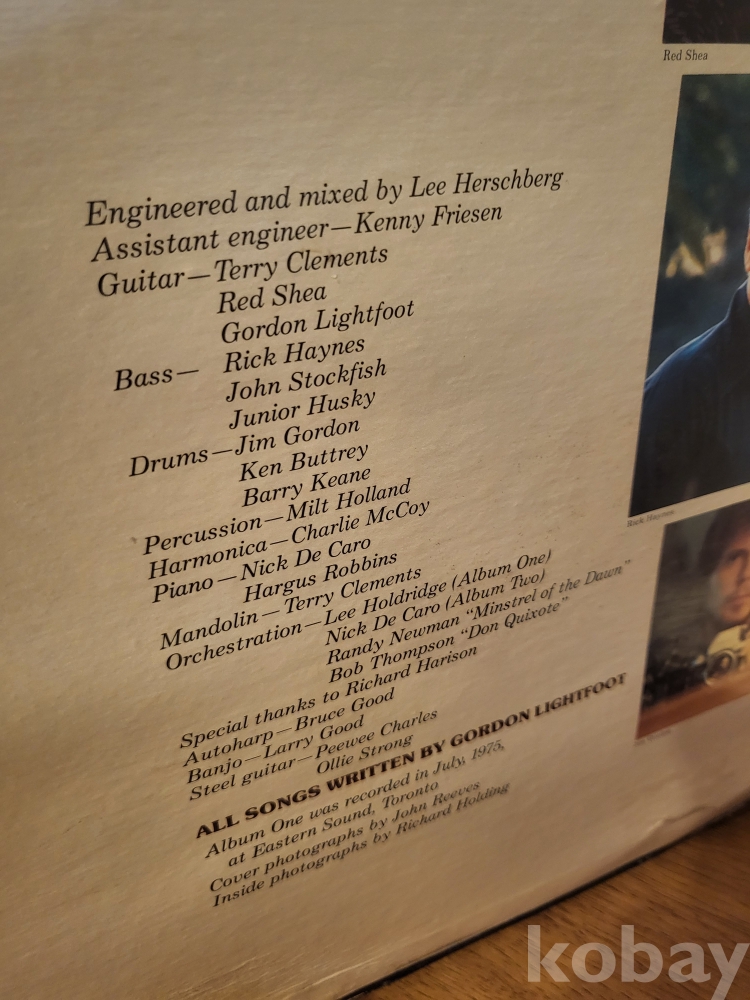 Red Shea
Engineered and mixed by Lee Herschberg
Assistant engineer—Kenny Friesen
Guitar—Terry Clements
Red Shea
Gordon Lightfoot
Bass— Rick Haynes
John Stockfish
Junior Husky
Drums—Jim Gordon
Ken Buttrey
Barry Keane
Percussion—Milt Holland
Harmonica—Charlie McCoy
Piano—Nick De Caro
Hargus Robbins
Mandolin—Terry Clements
Orchestration—Lee Holdridge (Album One)
Nick De Caro (Album Two)
Randy Newman "Minstrel of the Dawn"
Bob Thompson "Don Quixote"
Special thanks to Richard Harison
Autoharp—Bruce Good
Banjo—Larry Good
Steel guitar—Peewee Charles
Ollie Strong
ALL SONGS WRITTEN BY GORDON LIGHTFOOT
Album One was recorded in July, 1975,
at Eastern Sound, Toronto
Cover photographs by John Reeves
Inside photographs by Richard Holding
Rick Haynes
kobay